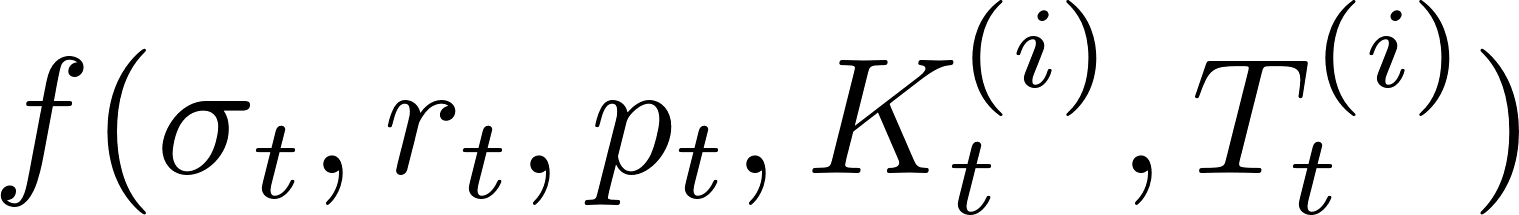 f(σ_t, r_t, p_t, K_t^{(i)}, T_t^{(i)})